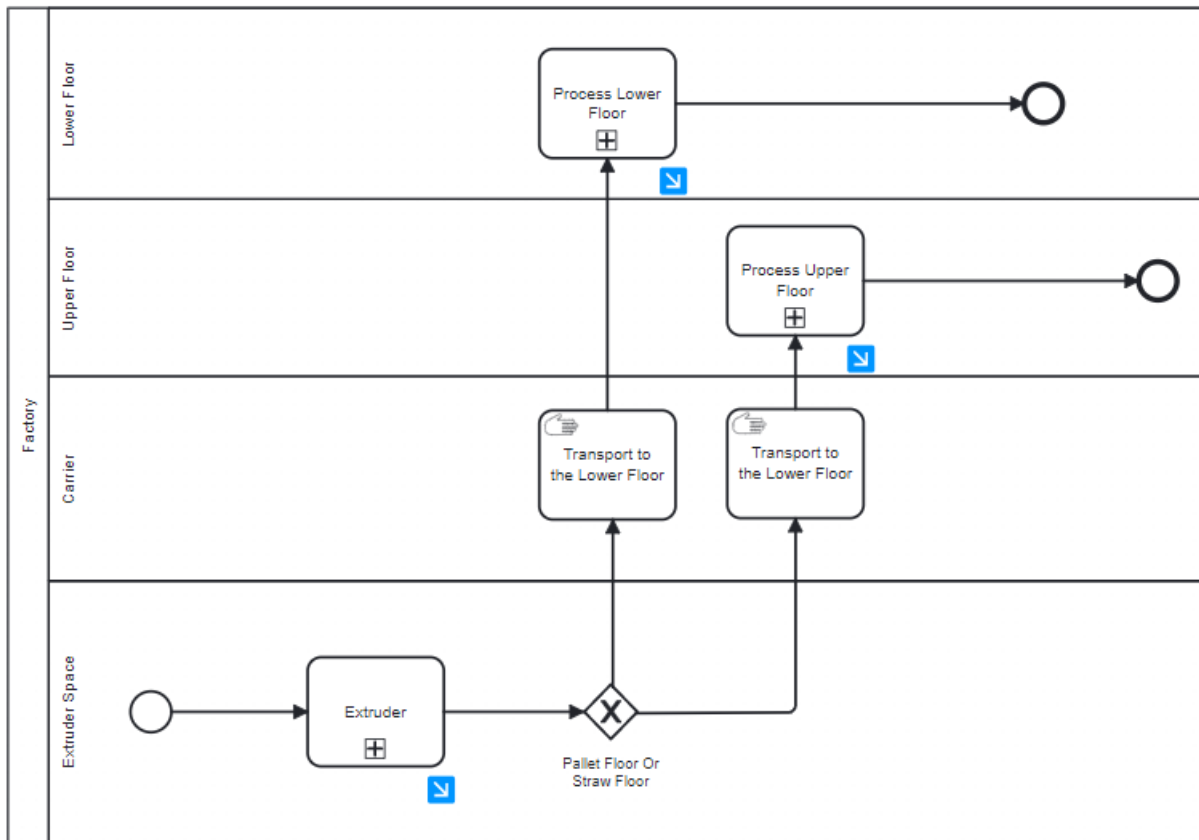 Factory
Lower Floor
Process Lower
Floor
Upper Floor
Process Upper
Floor
Carrier
Transport to
the Lower Floor
Transport to
the Lower Floor
Extruder Space
Extruder
X
Pallet Floor Or
Straw Floor